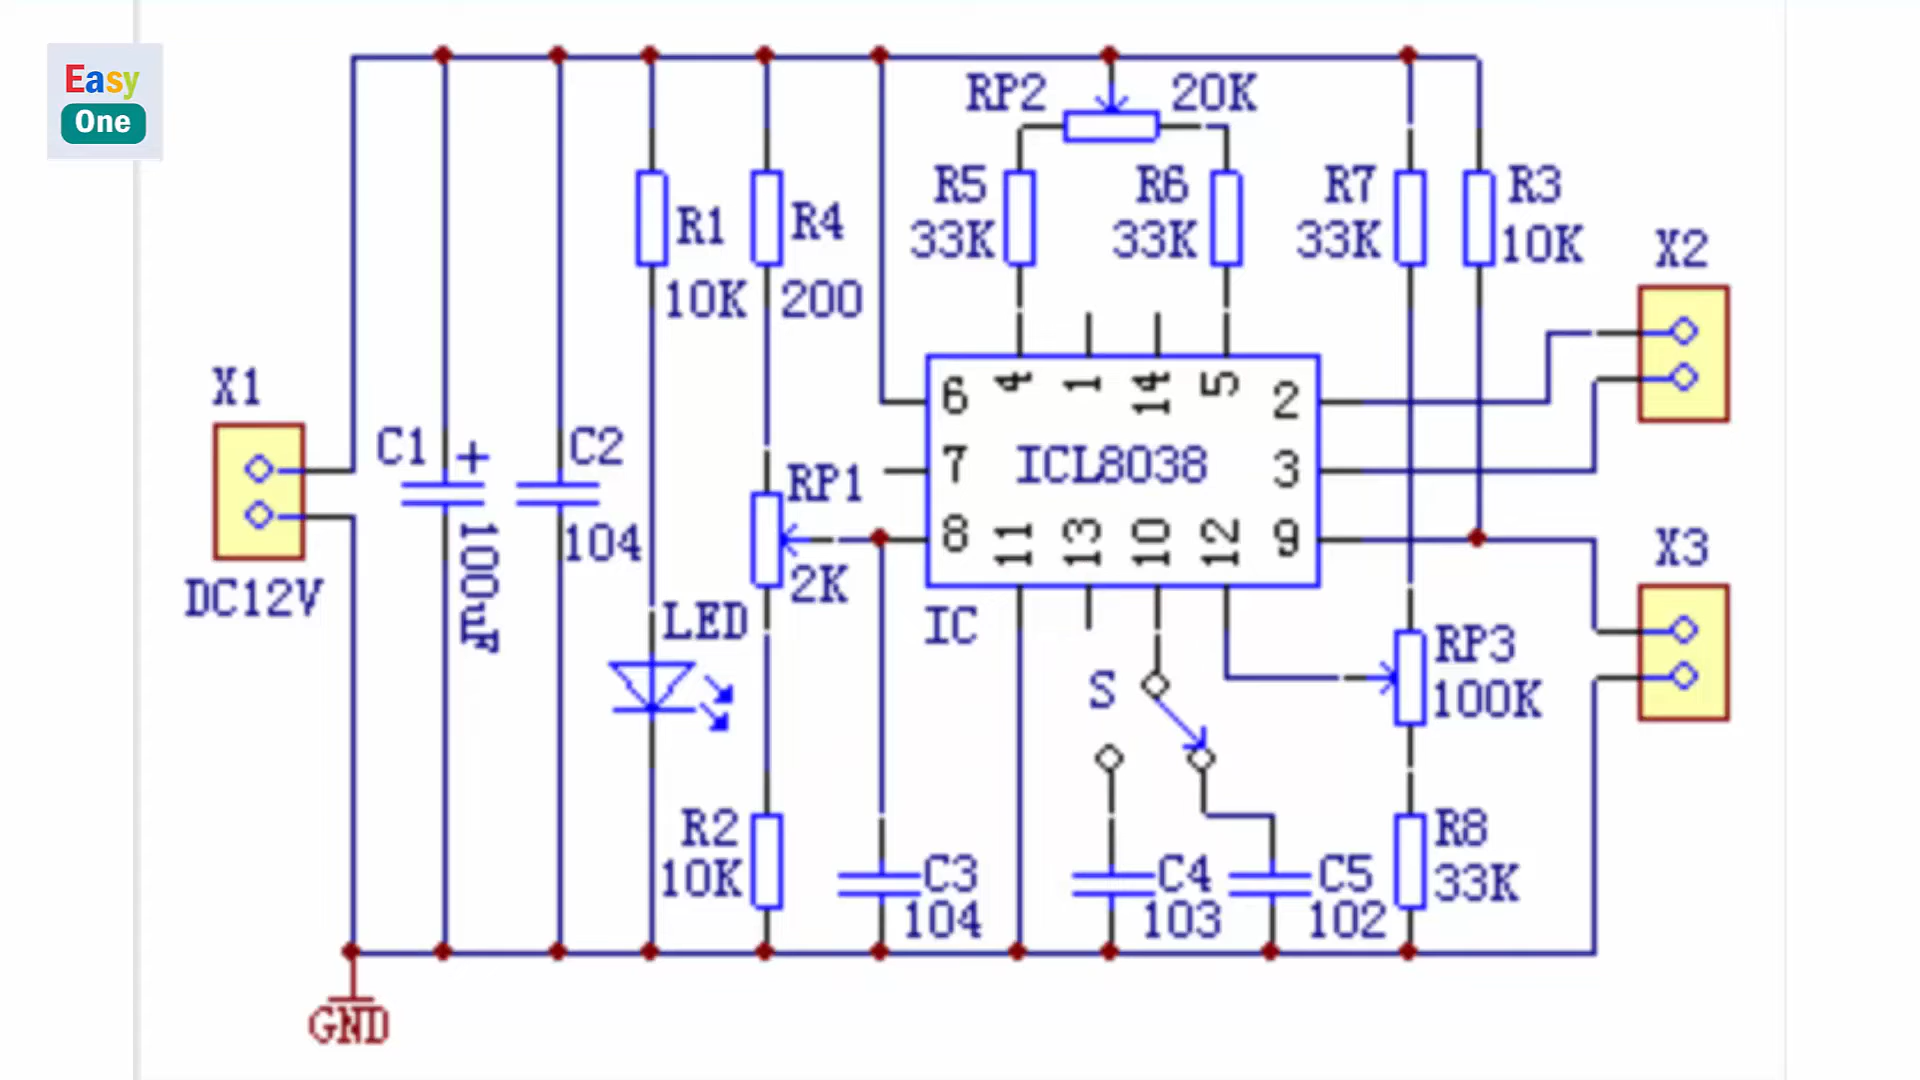 Easy
One
RP2
20K
R5
33K
R6
33K
R7
33K
R3
10K
X2
R1
10K
R4
200
X1
DC12V
C1
+
100uF
C2
104
RP1
2K
6
4
1
14
5
2
7
ICL8038
3
8
11
13
10
12
9
IC
X3
LED
S
RP3
100K
R2
10K
C3
104
C4
103
C5
102
R8
33K
GND